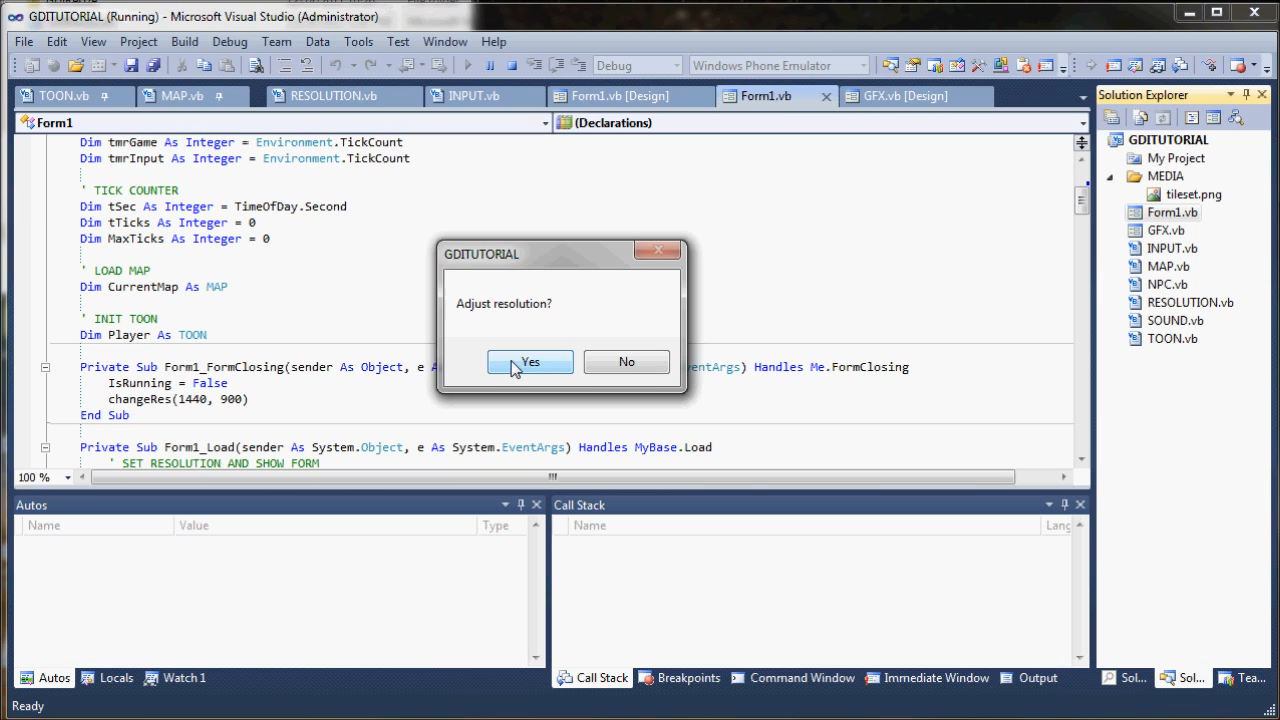 GDITUTORIAL (Running) - Microsoft Visual Studio (Administrator)
File Edit View Project Build Debug Team Data Tools Test Window Help
Debug Windows Phone Emulator
TOON.vb MAP.vb RESOLUTION.vb INPUT.vb Form1.vb [Design] Form1.vb GFX.vb [Design]
Form1 (Declarations)
Dim tmrGame As Integer = Environment.TickCount
Dim tmrInput As Integer = Environment.TickCount
' TICK COUNTER
Dim tSec As Integer = TimeOfDay.Second
Dim tTicks As Integer = 0
Dim MaxTicks As Integer = 0
' LOAD MAP
Dim CurrentMap As MAP
' INIT TOON
Dim Player As TOON
Private Sub Form1_FormClosing(sender As Object, e A ventArgs) Handles Me.FormClosing
IsRunning = False
changeRes(1440, 900)
End Sub
Private Sub Form1_Load(sender As System.Object, e As System.EventArgs) Handles MyBase.Load
' SET RESOLUTION AND SHOW FORM
100 %
GDITUTORIAL
Adjust resolution?
Yes No
Solution Explorer
GDITUTORIAL
My Project
MEDIA
tileset.png
Form1.vb
GFX.vb
INPUT.vb
MAP.vb
NPC.vb
RESOLUTION.vb
SOUND.vb
TOON.vb
Autos
Name Value Type
Call Stack
Name Lang
Autos Locals Watch 1
Call Stack Breakpoints Command Window Immediate Window Output
Sol... Sol... Tea...
Ready